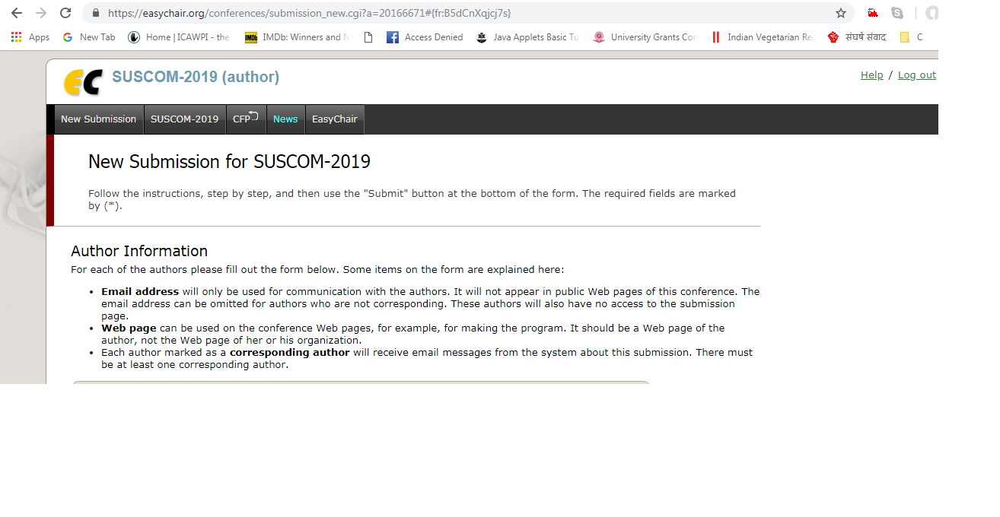 https://easychair.org/conferences/submission_new.cgi?a=20166671#{fr:B5dCnXqjcj7s}
Apps New Tab Home | ICAWPI - the IMDb: Winners and Access Denied Java Applets Basic Tu University Grants Con Indian Vegetarian Re संघर्ष संवाद C
EC SUSCOM-2019 (author) Help / Log out
New Submission SUSCOM-2019 CFP News EasyChair
New Submission for SUSCOM-2019
Follow the instructions, step by step, and then use the "Submit" button at the bottom of the form. The required fields are marked
by (*).
Author Information
For each of the authors please fill out the form below. Some items on the form are explained here:
• Email address will only be used for communication with the authors. It will not appear in public Web pages of this conference. The
email address can be omitted for authors who are not corresponding. These authors will also have no access to the submission
page.
• Web page can be used on the conference Web pages, for example, for making the program. It should be a Web page of the
author, not the Web page of her or his organization.
• Each author marked as a corresponding author will receive email messages from the system about this submission. There must
be at least one corresponding author.